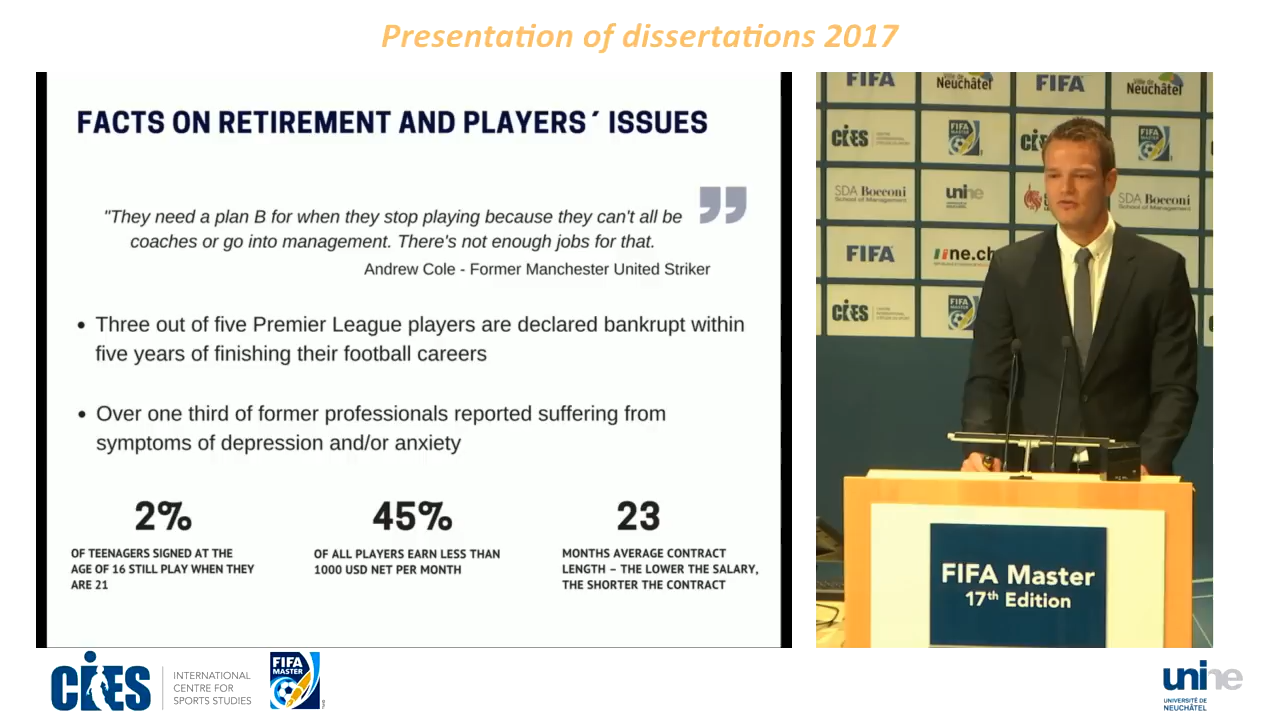 Presentation of dissertations 2017
FACTS ON RETIREMENT AND PLAYERS´ ISSUES
"They need a plan B for when they stop playing because they can't all be
coaches or go into management. There's not enough jobs for that.
Andrew Cole - Former Manchester United Striker
• Three out of five Premier League players are declared bankrupt within
five years of finishing their football careers
• Over one third of former professionals reported suffering from
symptoms of depression and/or anxiety
2%
OF TEENAGERS SIGNED AT THE
AGE OF 16 STILL PLAY WHEN THEY
ARE 21
45%
OF ALL PLAYERS EARN LESS THAN
1000 USD NET PER MONTH
23
MONTHS AVERAGE CONTRACT
LENGTH – THE LOWER THE SALARY,
THE SHORTER THE CONTRACT
FIFA
Ville de
Neuchâtel
FIFA
Ville de
Neuchâtel
CIES
FIFA
MASTER
CIES
FIFA
MASTER
SDA Bocconi
School of Management
unine
SDA Bocconi
School of Management
FIFA
ne.ch
CIES
FIFA
MASTER
FIFA Master
17th Edition
CIES
INTERNATIONAL
CENTRE FOR
SPORTS STUDIES
FIFA
MASTER
unine
UNIVERSITÉ DE
NEUCHÂTEL